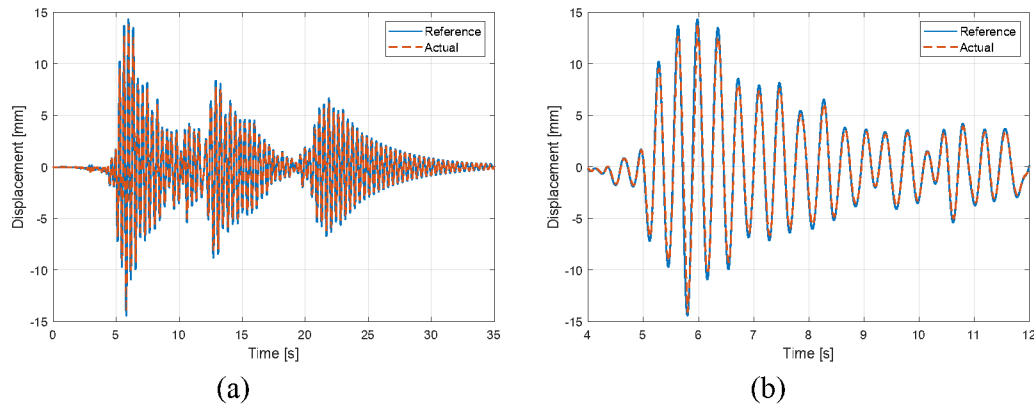 15
10
5
0
-5
-10
-15
Displacement [mm]
0 5 10 15 20 25 30 35
Time [s]
Reference
Actual
(a)
15
10
5
0
-5
-10
-15
Displacement [mm]
4 5 6 7 8 9 10 11 12
Time [s]
Reference
Actual
(b)